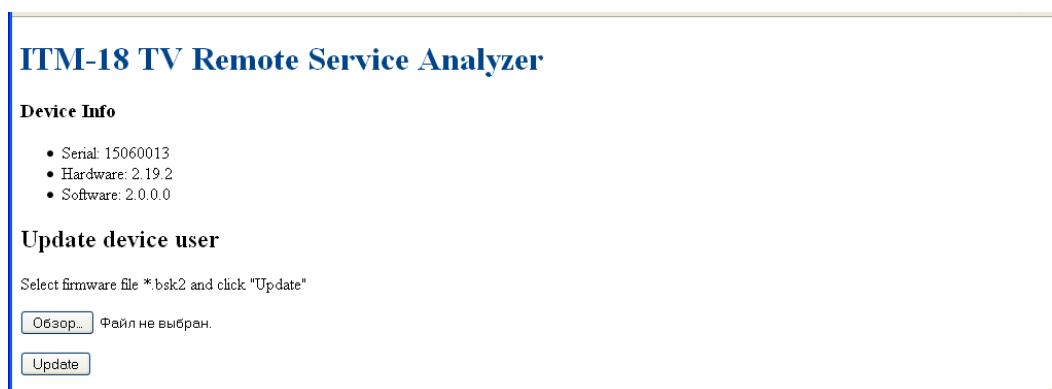 ITM-18 TV Remote Service Analyzer
Device Info
Serial: 15060013
Hardware: 2.19.2
Software: 2.0.0.0
Update device user
Select firmware file *.bsk2 and click "Update"
Обзор... Файл не выбран.
Update